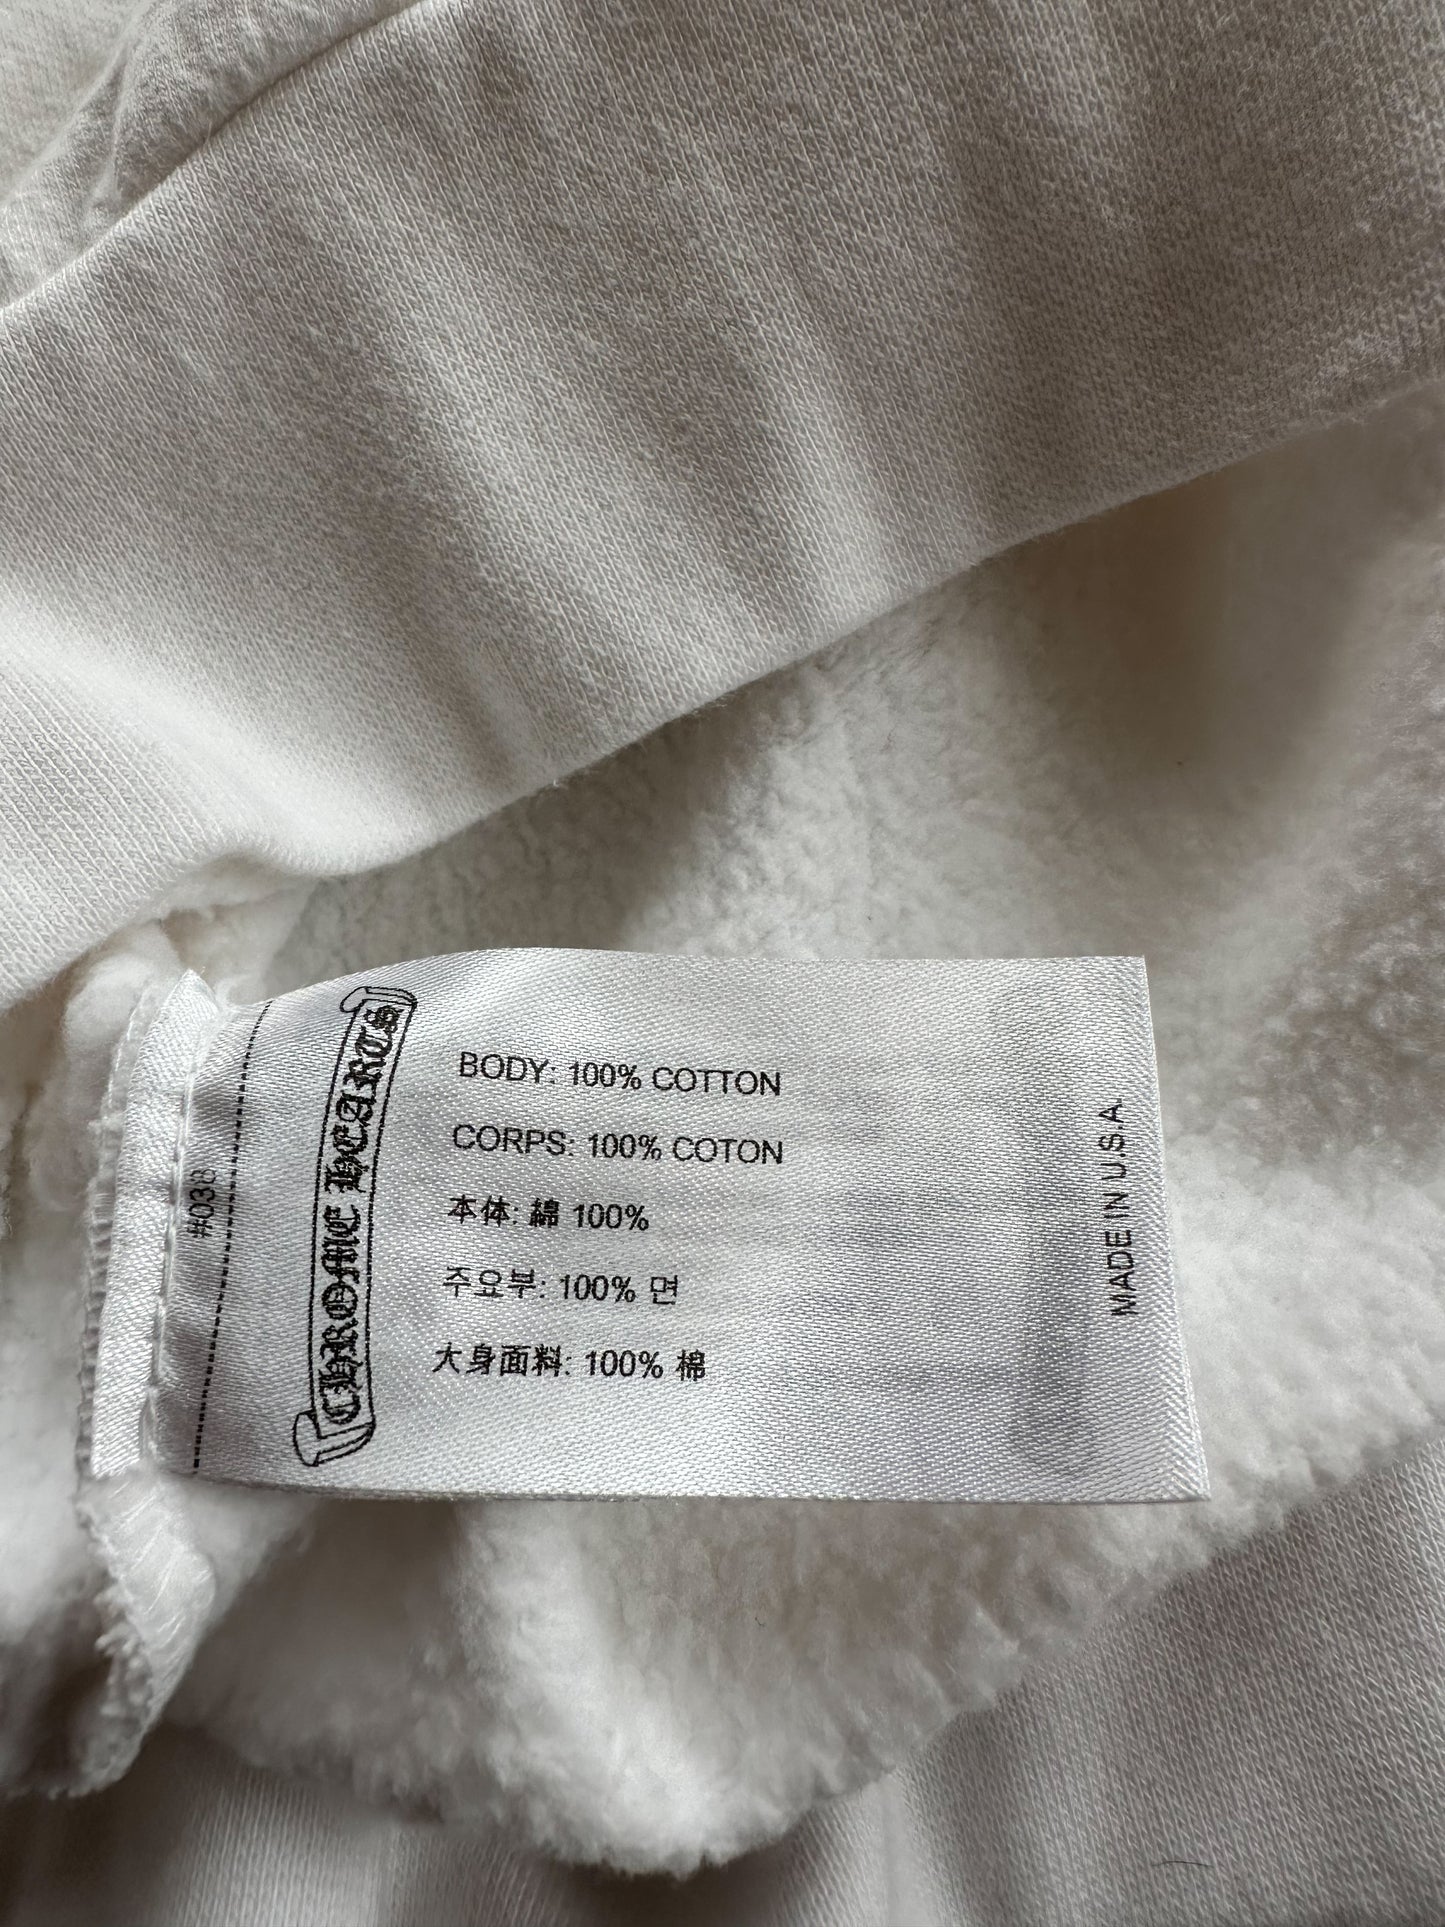 #038
CHROME HEARTS
BODY: 100% COTTON
CORPS: 100% COTON
本体: 綿 100%
주요부: 100% 면
大身面料: 100% 棉
MADE IN U.S.A.